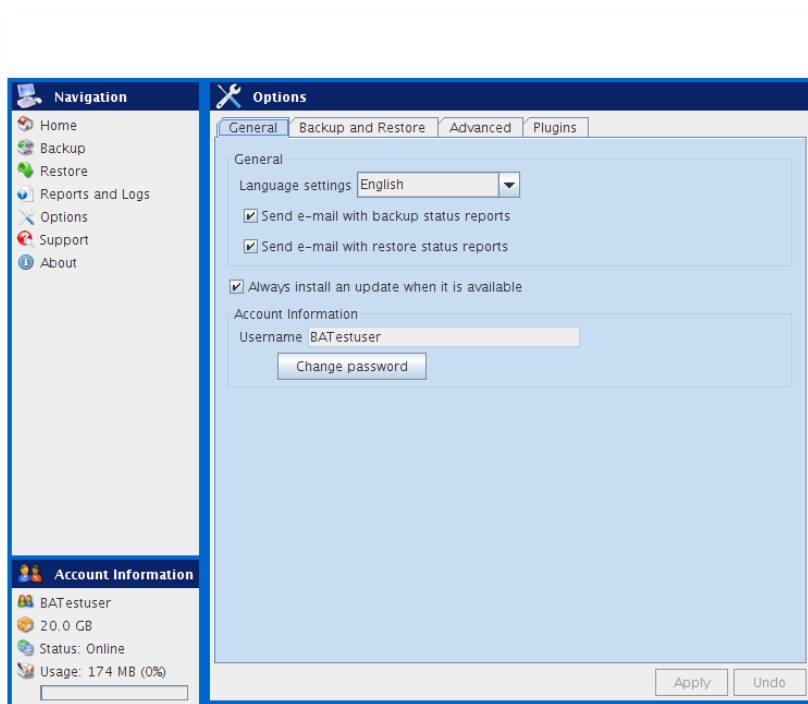 Navigation
Home
Backup
Restore
Reports and Logs
Options
Support
About
Account Information
BATestuser
20.0 GB
Status: Online
Usage: 174 MB (0%)
Options
General
Backup and Restore
Advanced
Plugins
General
Language settings English
Send e-mail with backup status reports
Send e-mail with restore status reports
Always install an update when it is available
Account Information
Username BATestuser
Change password
Apply
Undo